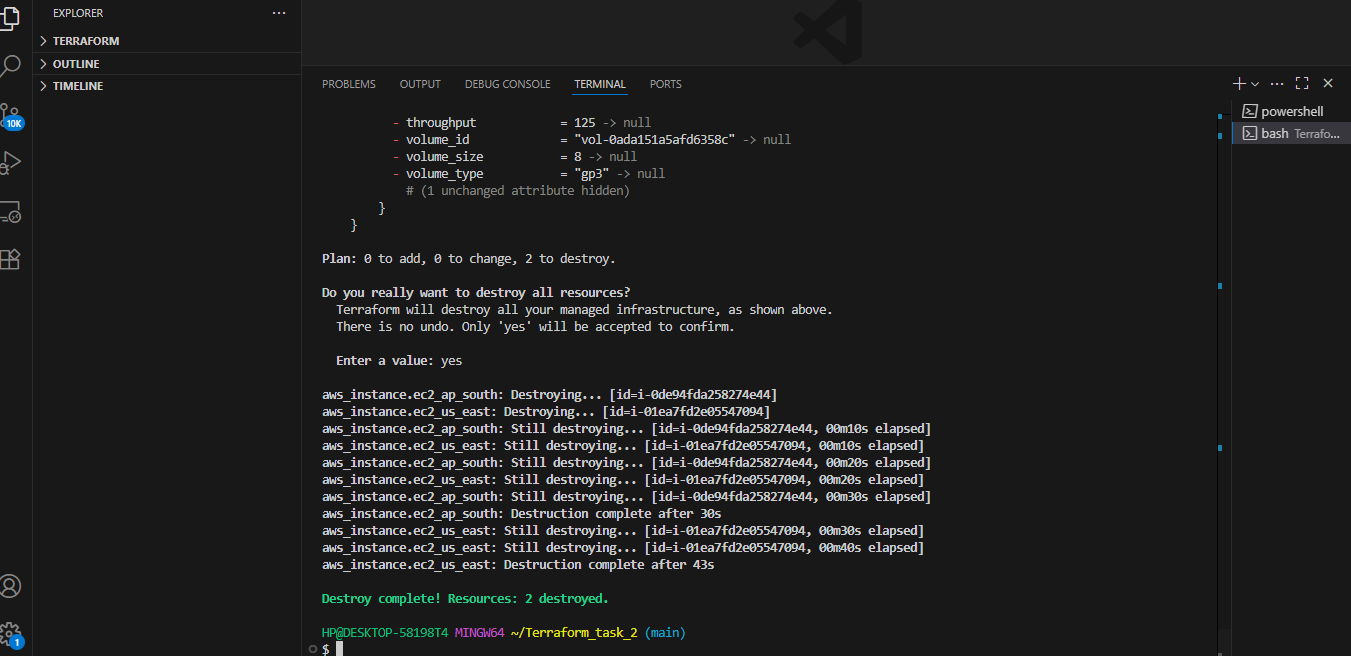 EXPLORER
TERRAFORM
OUTLINE
TIMELINE
10K
1
PROBLEMS OUTPUT DEBUG CONSOLE TERMINAL PORTS
powershell
bash Terrafo...
- throughput = 125 -> null
- volume_id = "vol-0ada151a5afd6358c" -> null
- volume_size = 8 -> null
- volume_type = "gp3" -> null
# (1 unchanged attribute hidden)
}
}
Plan: 0 to add, 0 to change, 2 to destroy.
Do you really want to destroy all resources?
Terraform will destroy all your managed infrastructure, as shown above.
There is no undo. Only 'yes' will be accepted to confirm.
Enter a value: yes
aws_instance.ec2_ap_south: Destroying... [id=i-0de94fda258274e44]
aws_instance.ec2_us_east: Destroying... [id=i-01ea7fd2e05547094]
aws_instance.ec2_ap_south: Still destroying... [id=i-0de94fda258274e44, 00m10s elapsed]
aws_instance.ec2_us_east: Still destroying... [id=i-01ea7fd2e05547094, 00m10s elapsed]
aws_instance.ec2_ap_south: Still destroying... [id=i-0de94fda258274e44, 00m20s elapsed]
aws_instance.ec2_us_east: Still destroying... [id=i-01ea7fd2e05547094, 00m20s elapsed]
aws_instance.ec2_ap_south: Still destroying... [id=i-0de94fda258274e44, 00m30s elapsed]
aws_instance.ec2_ap_south: Destruction complete after 30s
aws_instance.ec2_us_east: Still destroying... [id=i-01ea7fd2e05547094, 00m30s elapsed]
aws_instance.ec2_us_east: Still destroying... [id=i-01ea7fd2e05547094, 00m40s elapsed]
aws_instance.ec2_us_east: Destruction complete after 43s
Destroy complete! Resources: 2 destroyed.
HP@DESKTOP-58198T4 MINGW64 ~/Terraform_task_2 (main)
$